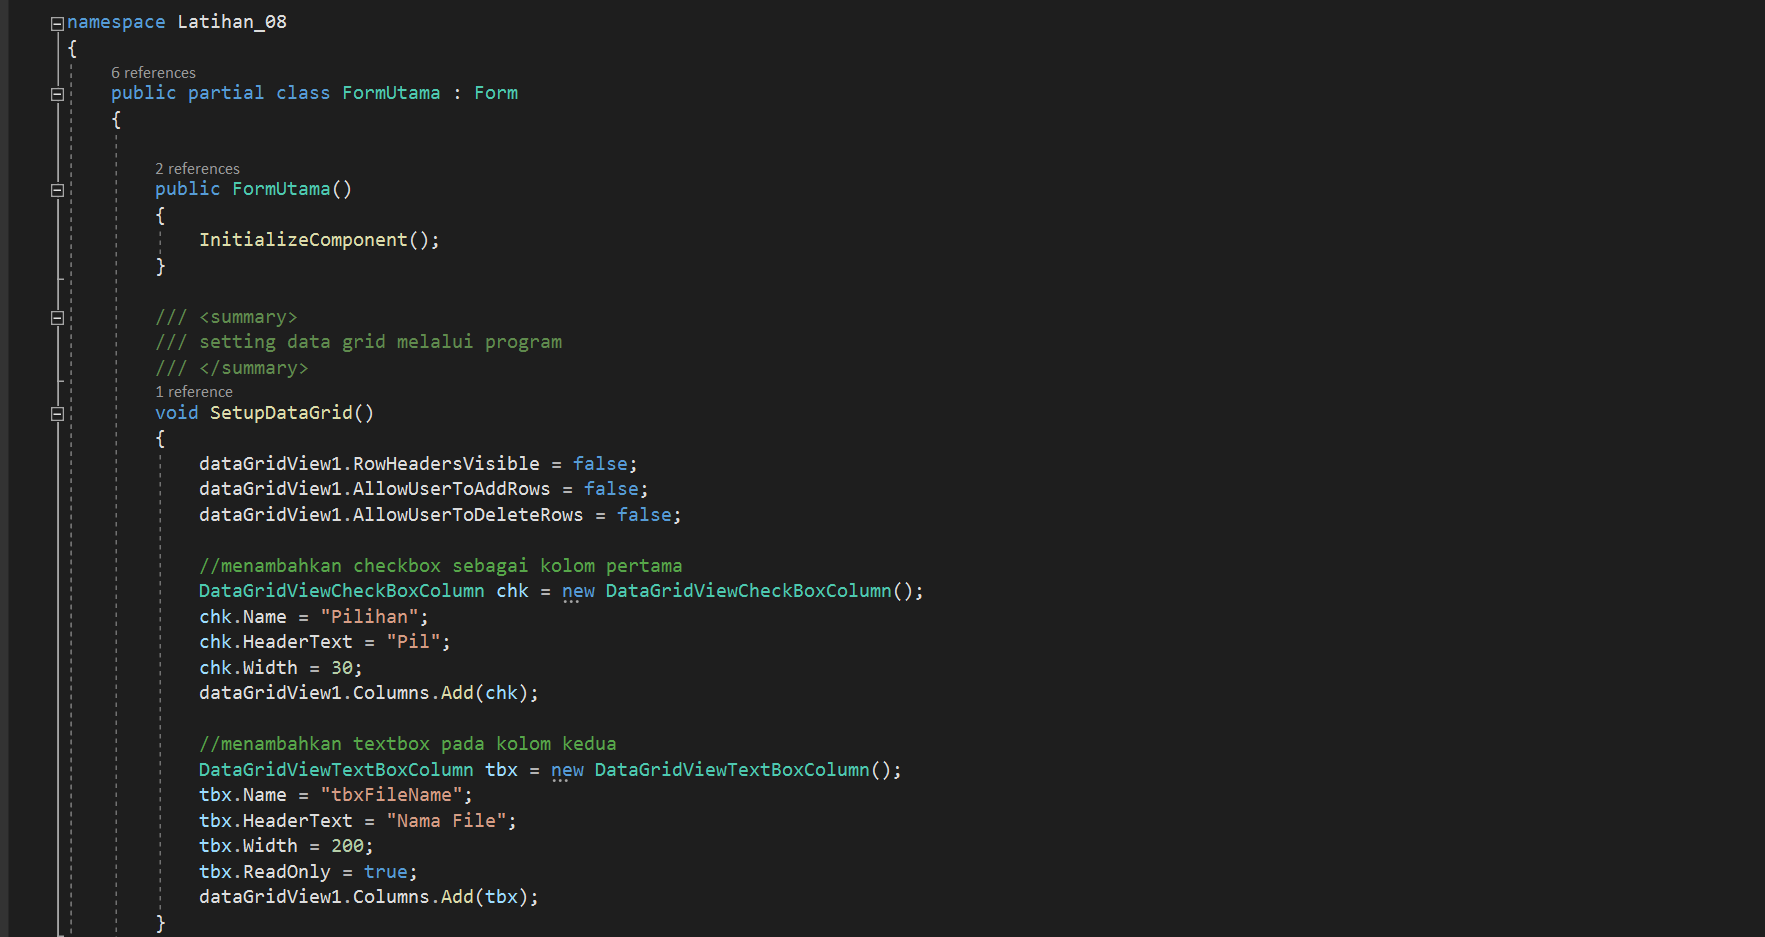 namespace Latihan_08
{
6 references
public partial class FormUtama : Form
{
2 references
public FormUtama()
{
InitializeComponent();
}
/// <summary>
/// setting data grid melalui program
/// </summary>
1 reference
void SetupDataGrid()
{
dataGridView1.RowHeadersVisible = false;
dataGridView1.AllowUserToAddRows = false;
dataGridView1.AllowUserToDeleteRows = false;
//menambahkan checkbox sebagai kolom pertama
DataGridViewCheckBoxColumn chk = new DataGridViewCheckBoxColumn();
chk.Name = "Pilihan";
chk.HeaderText = "Pil";
chk.Width = 30;
dataGridView1.Columns.Add(chk);
//menambahkan textbox pada kolom kedua
DataGridViewTextBoxColumn tbx = new DataGridViewTextBoxColumn();
tbx.Name = "tbxFileName";
tbx.HeaderText = "Nama File";
tbx.Width = 200;
tbx.ReadOnly = true;
dataGridView1.Columns.Add(tbx);
}